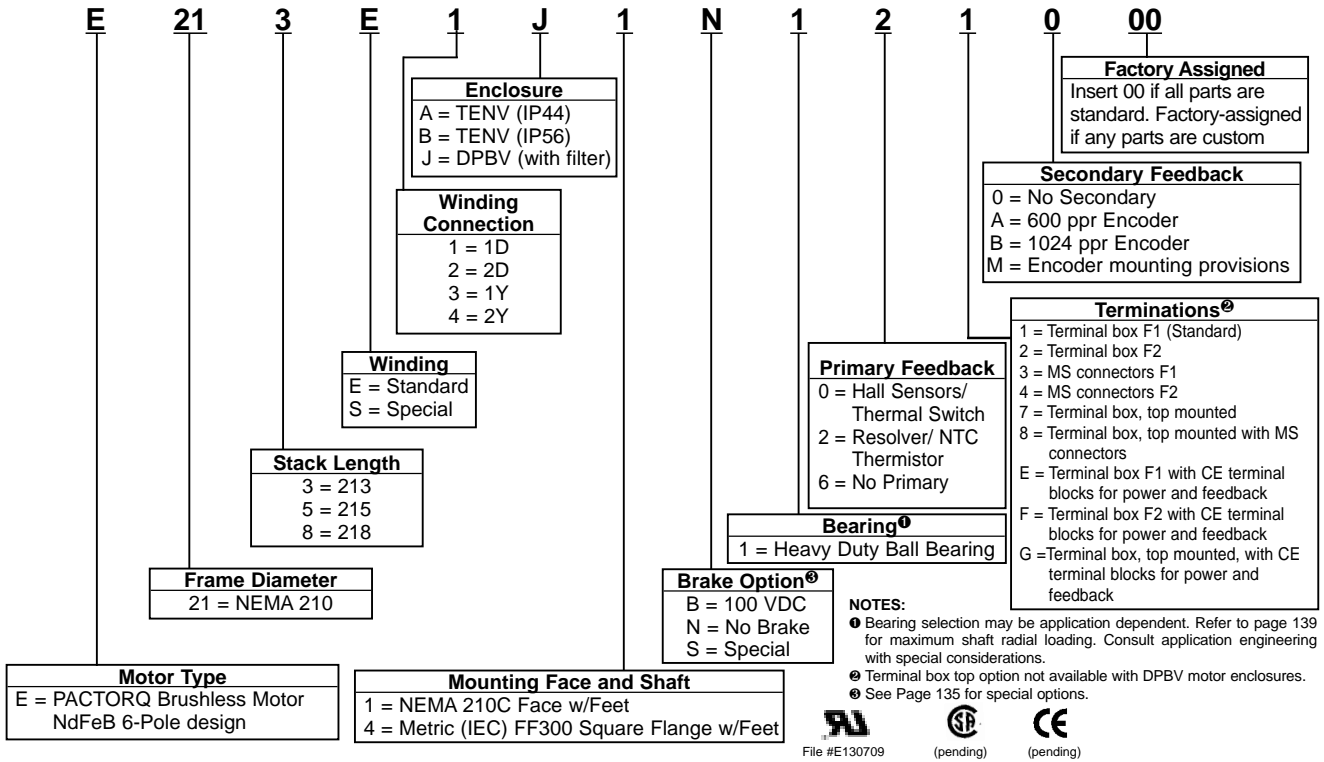 E 21 3 E 1 J 1 N 1 2 1 0 00
Factory Assigned
Insert 00 if all parts are
standard. Factory-assigned
if any parts are custom
Enclosure
A = TENV (IP44)
B = TENV (IP56)
J = DPBV (with filter)
Secondary Feedback
0 = No Secondary
A = 600 ppr Encoder
B = 1024 ppr Encoder
M = Encoder mounting provisions
Winding
Connection
1 = 1D
2 = 2D
3 = 1Y
4 = 2Y
Terminations❷
1 = Terminal box F1 (Standard)
2 = Terminal box F2
3 = MS connectors F1
4 = MS connectors F2
7 = Terminal box, top mounted
8 = Terminal box, top mounted with MS
connectors
E = Terminal box F1 with CE terminal
blocks for power and feedback
F = Terminal box F2 with CE terminal
blocks for power and feedback
G =Terminal box, top mounted, with CE
terminal blocks for power and
feedback
Primary Feedback
0 = Hall Sensors/
Thermal Switch
2 = Resolver/ NTC
Thermistor
6 = No Primary
Winding
E = Standard
S = Special
Stack Length
3 = 213
5 = 215
8 = 218
Bearing❶
1 = Heavy Duty Ball Bearing
Frame Diameter
21 = NEMA 210
Brake Option❸
B = 100 VDC
N = No Brake
S = Special
Motor Type
E = PACTORQ Brushless Motor
NdFeB 6-Pole design
Mounting Face and Shaft
1 = NEMA 210C Face w/Feet
4 = Metric (IEC) FF300 Square Flange w/Feet
NOTES:
❶ Bearing selection may be application dependent. Refer to page 139
for maximum shaft radial loading. Consult application engineering
with special considerations.
❷ Terminal box top option not available with DPBV motor enclosures.
❸ See Page 135 for special options.
File #E130709
(pending)
CE
(pending)